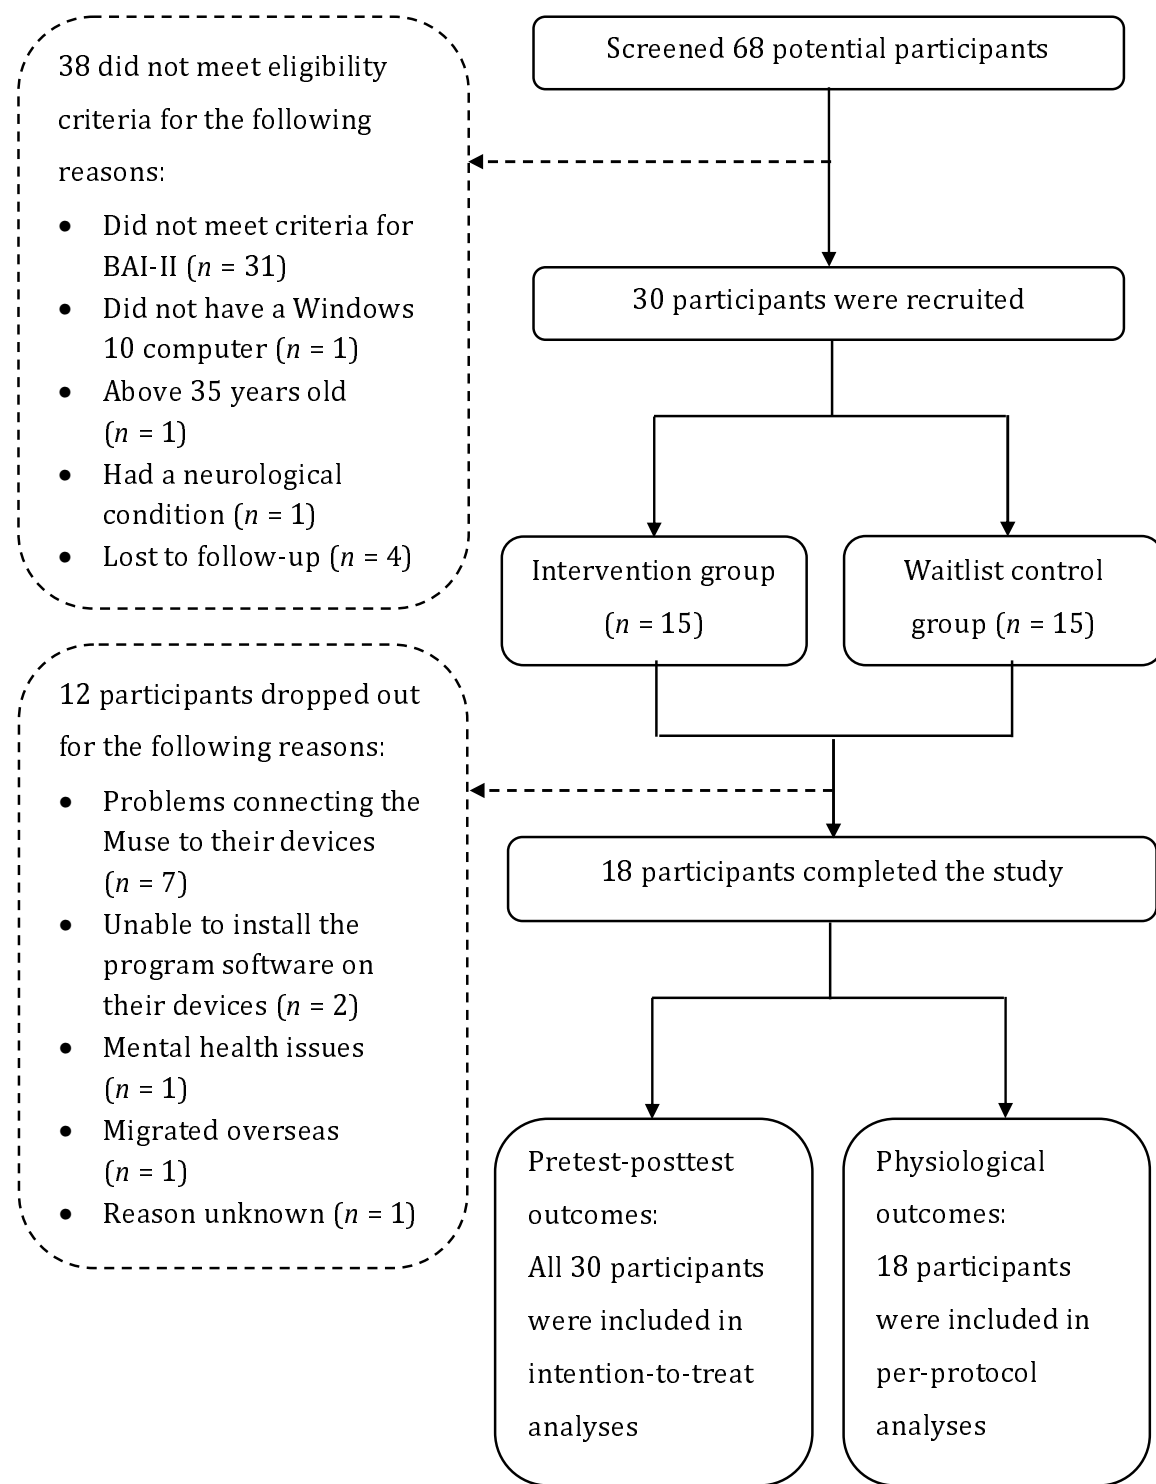 Screened 68 potential participants
38 did not meet eligibility
criteria for the following
reasons:
• Did not meet criteria for
BAI-II (n = 31)
• Did not have a Windows
10 computer (n = 1)
• Above 35 years old
(n = 1)
• Had a neurological
condition (n = 1)
• Lost to follow-up (n = 4)
30 participants were recruited
Intervention group
(n = 15)
Waitlist control
group (n = 15)
12 participants dropped out
for the following reasons:
• Problems connecting the
Muse to their devices
(n = 7)
• Unable to install the
program software on
their devices (n = 2)
• Mental health issues
(n = 1)
• Migrated overseas
(n = 1)
• Reason unknown (n = 1)
18 participants completed the study
Pretest-posttest
outcomes:
All 30 participants
were included in
intention-to-treat
analyses
Physiological
outcomes:
18 participants
were included in
per-protocol
analyses